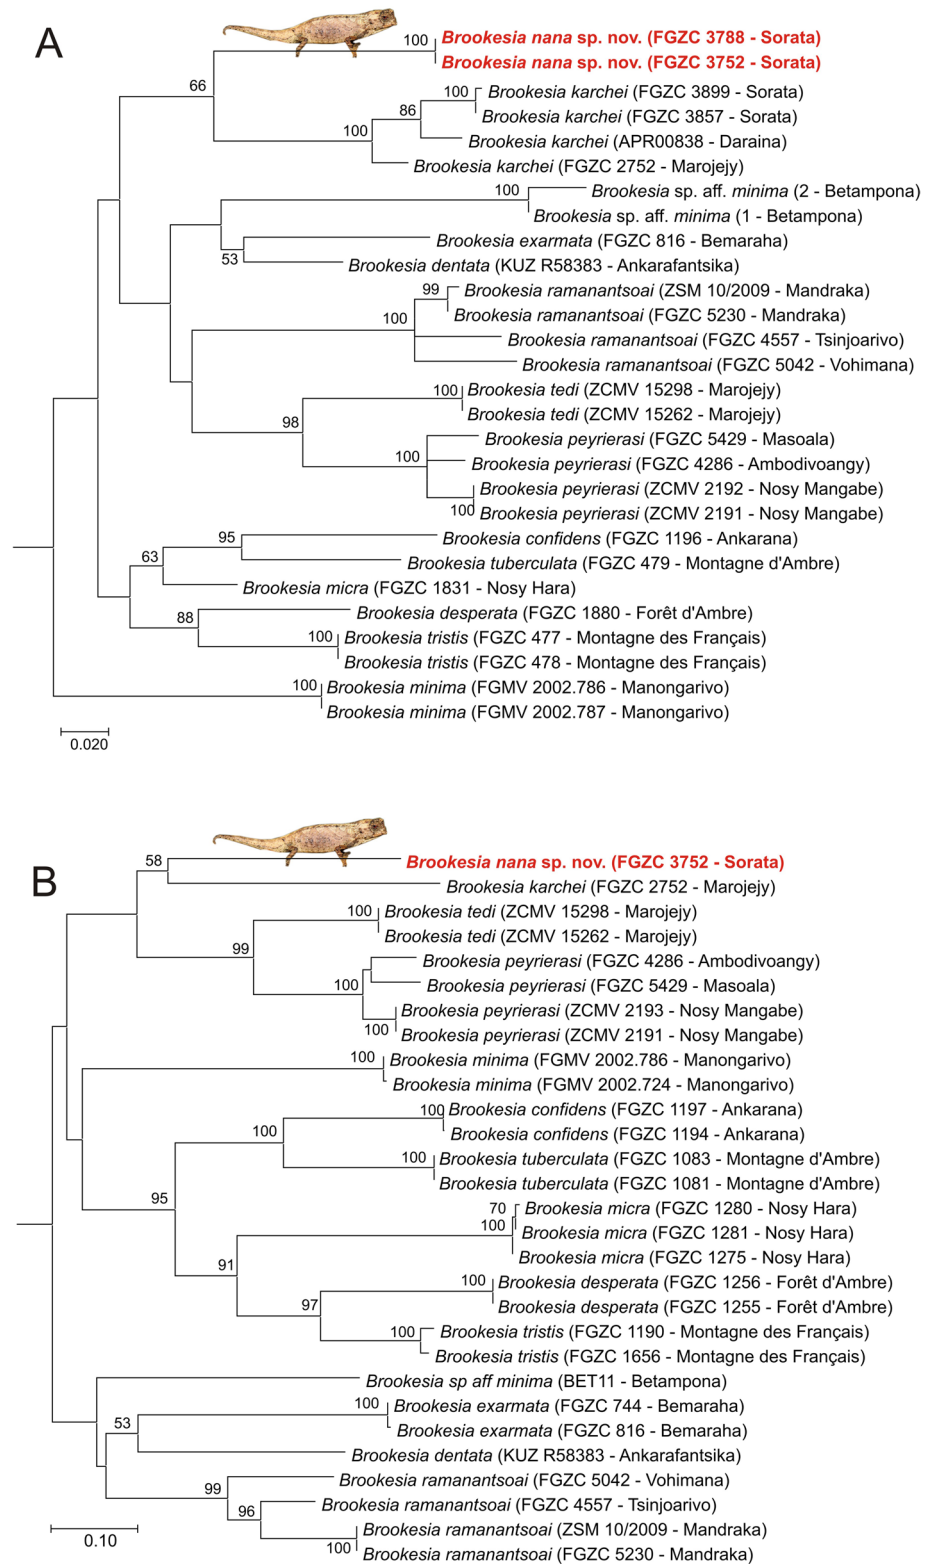 A
100 Brookesia nana sp. nov. (FGZC 3788 - Sorata)
Brookesia nana sp. nov. (FGZC 3752 - Sorata)
66
100 Brookesia karchei (FGZC 3899 - Sorata)
86 Brookesia karchei (FGZC 3857 - Sorata)
100 Brookesia karchei (APR00838 - Daraina)
Brookesia karchei (FGZC 2752 - Marojejy)
100 Brookesia sp. aff. minima (2 - Betampona)
Brookesia sp. aff. minima (1 - Betampona)
Brookesia exarmata (FGZC 816 - Bemaraha)
53 Brookesia dentata (KUZ R58383 - Ankarafantsika)
99 Brookesia ramanantsoai (ZSM 10/2009 - Mandraka)
100 Brookesia ramanantsoai (FGZC 5230 - Mandraka)
Brookesia ramanantsoai (FGZC 4557 - Tsinjoarivo)
Brookesia ramanantsoai (FGZC 5042 - Vohimana)
100 Brookesia tedi (ZCMV 15298 - Marojejy)
Brookesia tedi (ZCMV 15262 - Marojejy)
98
Brookesia peyrierasi (FGZC 5429 - Masoala)
100 Brookesia peyrierasi (FGZC 4286 - Ambodivoangy)
Brookesia peyrierasi (ZCMV 2192 - Nosy Mangabe)
100 Brookesia peyrierasi (ZCMV 2191 - Nosy Mangabe)
95 Brookesia confidens (FGZC 1196 - Ankarana)
63 Brookesia tuberculata (FGZC 479 - Montagne d'Ambre)
Brookesia micra (FGZC 1831 - Nosy Hara)
88 Brookesia desperata (FGZC 1880 - Forêt d'Ambre)
100 Brookesia tristis (FGZC 477 - Montagne des Français)
Brookesia tristis (FGZC 478 - Montagne des Français)
100 Brookesia minima (FGMV 2002.786 - Manongarivo)
Brookesia minima (FGMV 2002.787 - Manongarivo)
0.020
B
58 Brookesia nana sp. nov. (FGZC 3752 - Sorata)
Brookesia karchei (FGZC 2752 - Marojejy)
100 Brookesia tedi (ZCMV 15298 - Marojejy)
Brookesia tedi (ZCMV 15262 - Marojejy)
99
Brookesia peyrierasi (FGZC 4286 - Ambodivoangy)
100 Brookesia peyrierasi (FGZC 5429 - Masoala)
Brookesia peyrierasi (ZCMV 2193 - Nosy Mangabe)
100 Brookesia peyrierasi (ZCMV 2191 - Nosy Mangabe)
100 Brookesia minima (FGMV 2002.786 - Manongarivo)
Brookesia minima (FGMV 2002.724 - Manongarivo)
100 Brookesia confidens (FGZC 1197 - Ankarana)
100 Brookesia confidens (FGZC 1194 - Ankarana)
100 Brookesia tuberculata (FGZC 1083 - Montagne d'Ambre)
Brookesia tuberculata (FGZC 1081 - Montagne d'Ambre)
95
70 Brookesia micra (FGZC 1280 - Nosy Hara)
100 Brookesia micra (FGZC 1281 - Nosy Hara)
Brookesia micra (FGZC 1275 - Nosy Hara)
91
100 Brookesia desperata (FGZC 1256 - Forêt d'Ambre)
97 Brookesia desperata (FGZC 1255 - Forêt d'Ambre)
100 Brookesia tristis (FGZC 1190 - Montagne des Français)
Brookesia tristis (FGZC 1656 - Montagne des Français)
Brookesia sp aff minima (BET11 - Betampona)
100 Brookesia exarmata (FGZC 744 - Bemaraha)
53 Brookesia exarmata (FGZC 816 - Bemaraha)
Brookesia dentata (KUZ R58383 - Ankarafantsika)
99 Brookesia ramanantsoai (FGZC 5042 - Vohimana)
96 Brookesia ramanantsoai (FGZC 4557 - Tsinjoarivo)
Brookesia ramanantsoai (ZSM 10/2009 - Mandraka)
100 Brookesia ramanantsoai (FGZC 5230 - Mandraka)
0.10